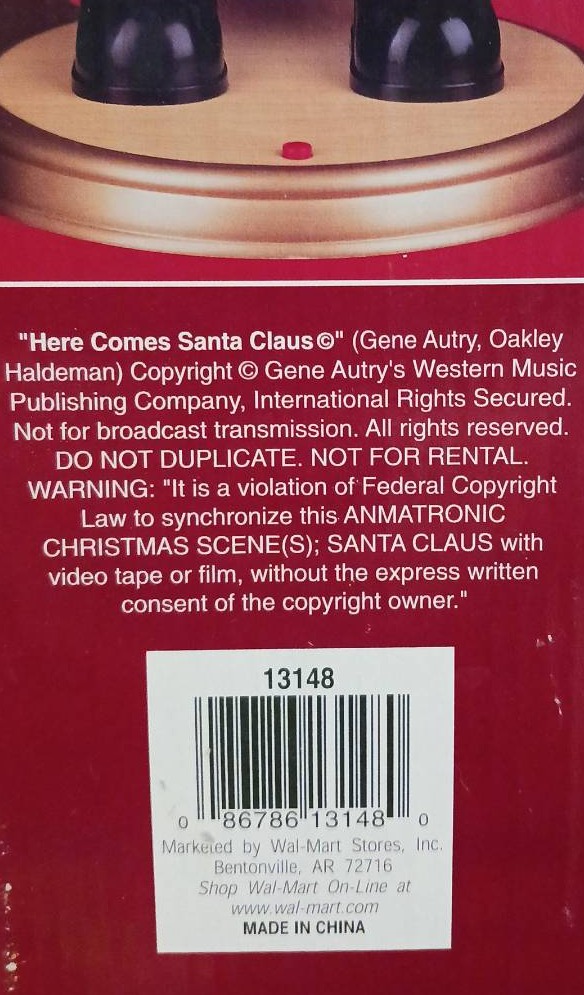 "Here Comes Santa Claus©" (Gene Autry, Oakley
Haldeman) Copyright © Gene Autry's Western Music
Publishing Company, International Rights Secured.
Not for broadcast transmission. All rights reserved.
DO NOT DUPLICATE. NOT FOR RENTAL.
WARNING: "It is a violation of Federal Copyright
Law to synchronize this ANMATRONIC
CHRISTMAS SCENE(S); SANTA CLAUS with
video tape or film, without the express written
consent of the copyright owner."
13148
0 86786 13148 0
Marketed by Wal-Mart Stores, Inc.
Bentonville, AR 72716
Shop Wal-Mart On-Line at
www.wal-mart.com
MADE IN CHINA